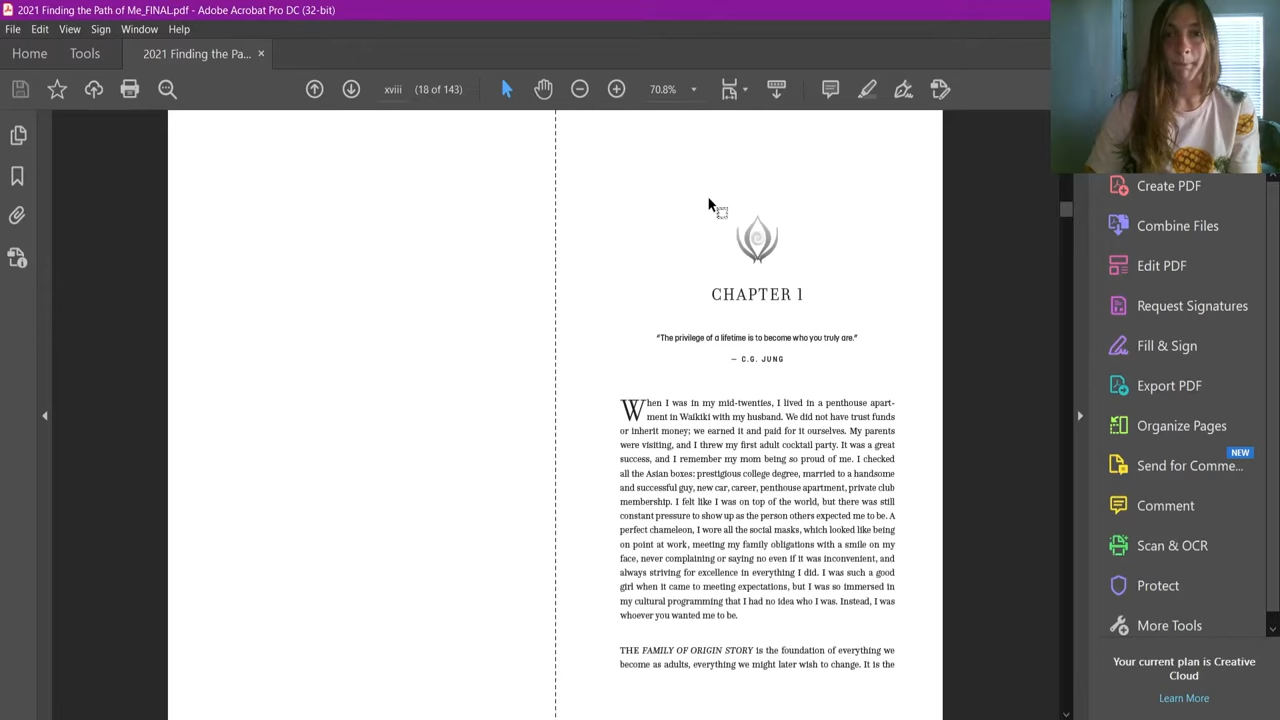 2021 Finding the Path of Me_FINAL.pdf - Adobe Acrobat Pro DC (32-bit)
File Edit View Sign Window Help
Home Tools 2021 Finding the Pa... ×
xviii (18 of 143) 70.8%
CHAPTER 1
“The privilege of a lifetime is to become who you truly are.”
— C.G. JUNG
When I was in my mid-twenties, I lived in a penthouse apart-
ment in Waikiki with my husband. We did not have trust funds
or inherit money; we earned it and paid for it ourselves. My parents
were visiting, and I threw my first adult cocktail party. It was a great
success, and I remember my mom being so proud of me. I checked
all the Asian boxes: prestigious college degree, married to a handsome
and successful guy, new car, career, penthouse apartment, private club
membership. I felt like I was on top of the world, but there was still
constant pressure to show up as the person others expected me to be. A
perfect chameleon, I wore all the social masks, which looked like being
on point at work, meeting my family obligations with a smile on my
face, never complaining or saying no even if it was inconvenient, and
always striving for excellence in everything I did. I was such a good
girl when it came to meeting expectations, but I was so immersed in
my cultural programming that I had no idea who I was. Instead, I was
whoever you wanted me to be.
THE FAMILY OF ORIGIN STORY is the foundation of everything we
become as adults, everything we might later wish to change. It is the
Create PDF
Combine Files
Edit PDF
Request Signatures
Fill & Sign
Export PDF
Organize Pages
NEW
Send for Comme...
Comment
Scan & OCR
Protect
More Tools
Your current plan is Creative
Cloud
Learn More